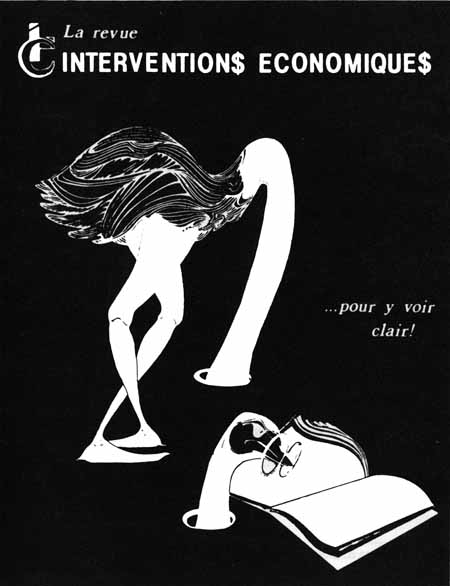 La revue
INTERVENTION$ ECONOMIQUE$
...pour y voir
clair!